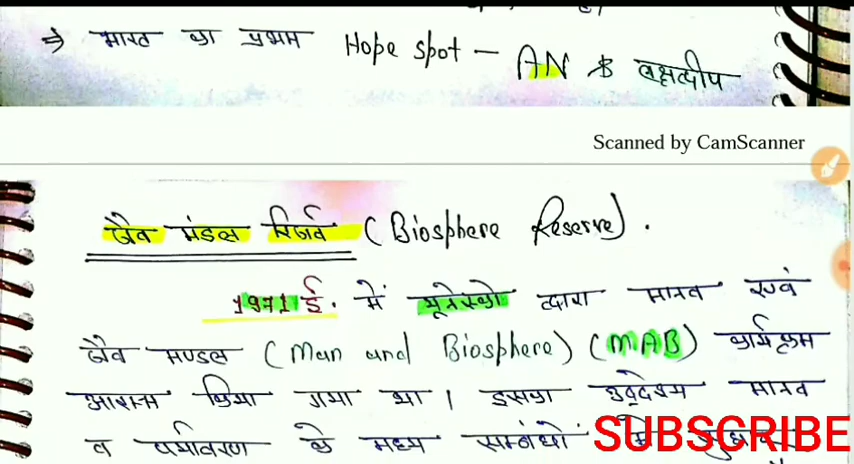 ⇒ भारत का प्रथम Hope spot – AN & लक्षद्वीप
Scanned by CamScanner
जैव मंडल रिजर्व (Biosphere Reserve).
1971 ई. में यूनेस्को द्वारा मानव एवं
जैव मण्डल (Man and Biosphere) (MAB) कार्यक्रम
आरम्भ किया गया था। इसका उद्देश्य मानव
व पर्यावरण के मध्य सम्बंधों
SUBSCRIBE